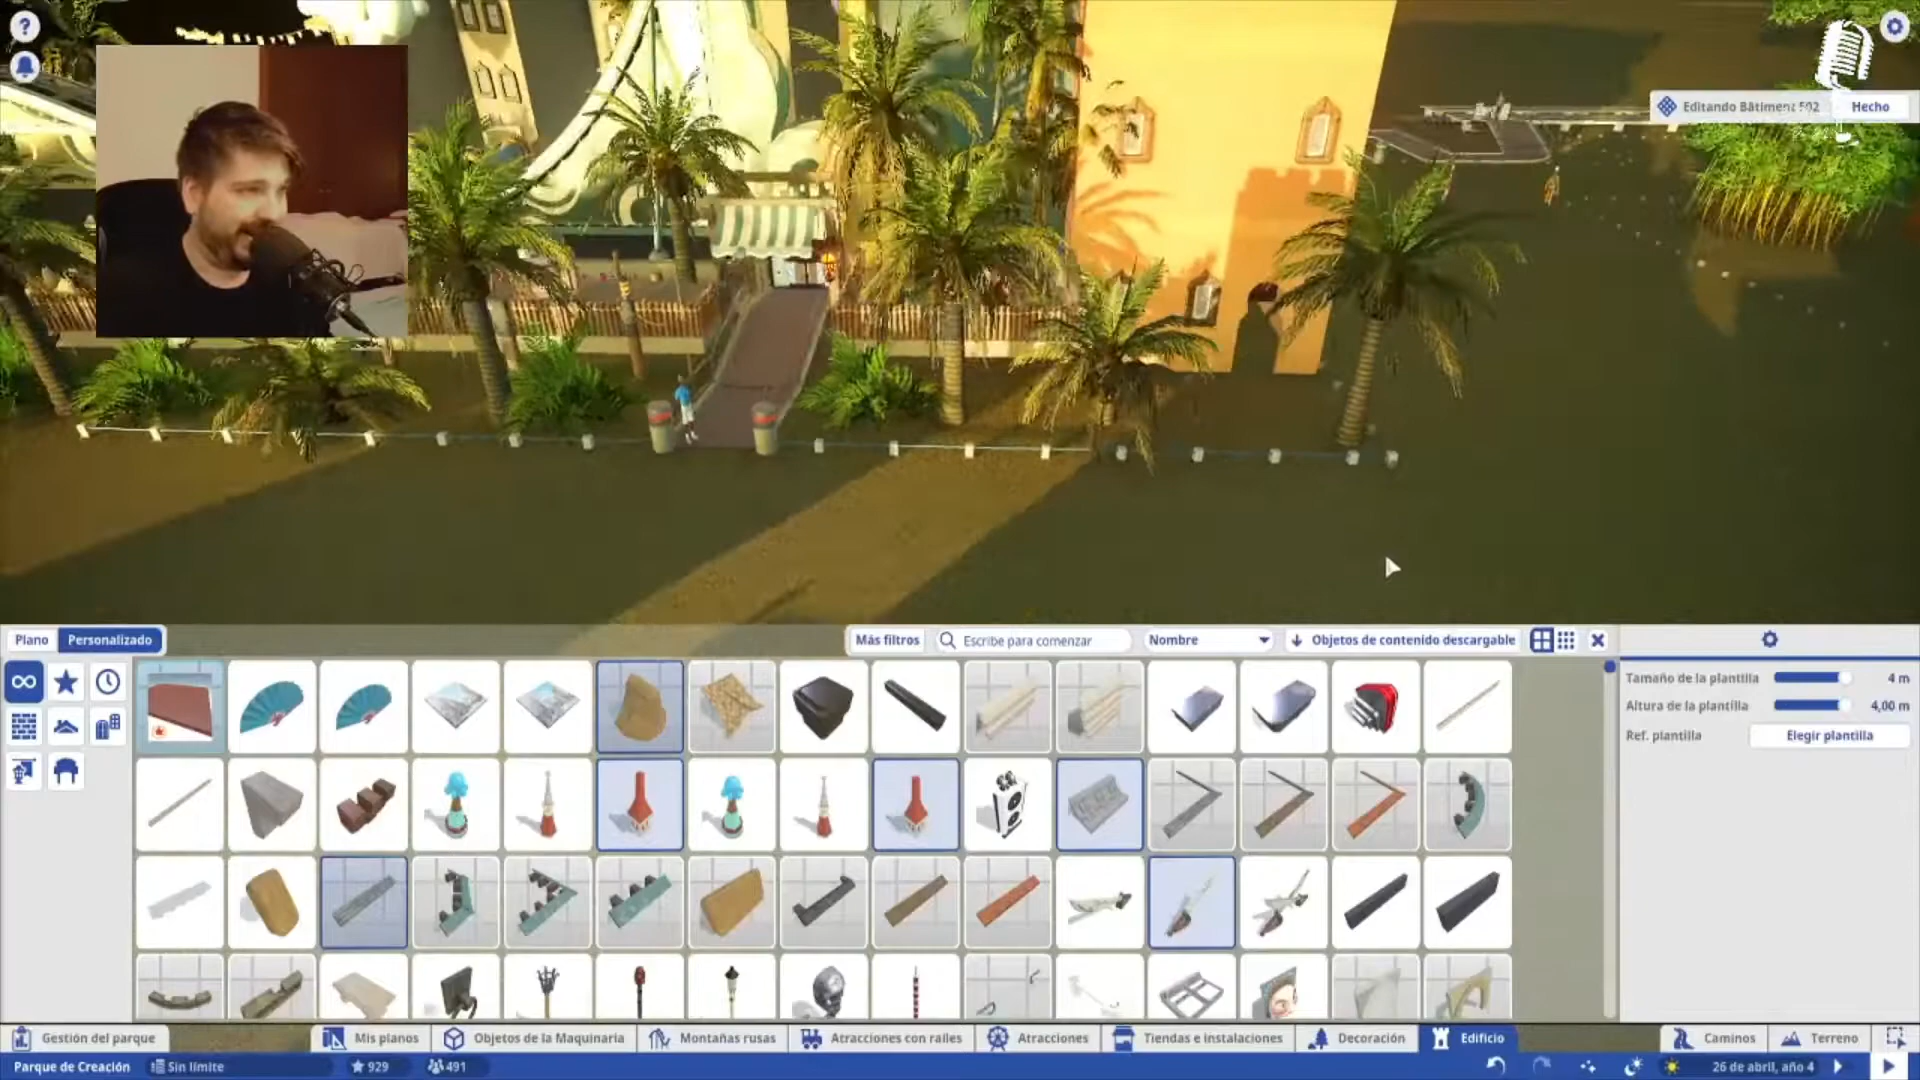 ?
Editando Bâtiment 502
Hecho
Plano
Personalizado
Más filtros
Escribe para comenzar
Nombre
Objetos de contenido descargable
Tamaño de la plantilla
4 m
Altura de la plantilla
4,00 m
Ref. plantilla
Elegir plantilla
Gestión del parque
Mis planos
Objetos de la Maquinaria
Montañas rusas
Atracciones con raíles
Atracciones
Tiendas e instalaciones
Decoración
Edificio
Caminos
Terreno
Parque de Creación
Sin límite
929
491
26 de abril, año 4